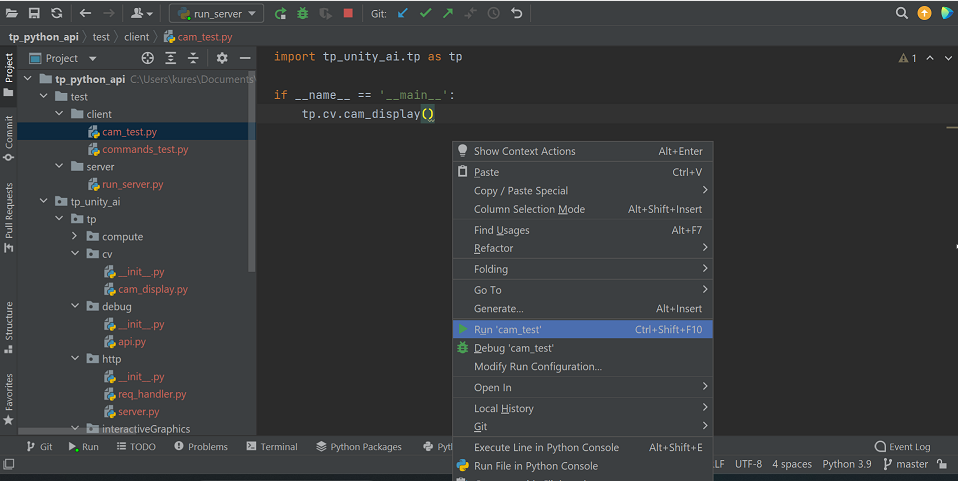 run_server
Git:
tp_python_api
test
client
cam_test.py
Project
Project
tp_python_api C:\Users\kures\Documents\
test
client
cam_test.py
commands_test.py
server
run_server.py
tp_unity_ai
tp
compute
cv
__init__.py
cam_display.py
debug
__init__.py
api.py
http
__init__.py
req_handler.py
server.py
interactiveGraphics
Commit
Pull Requests
Structure
Favorites
import tp_unity_ai.tp as tp
if __name__ == '__main__':
tp.cv.cam_display()
1
Show Context Actions Alt+Enter
Paste Ctrl+V
Copy / Paste Special
Column Selection Mode Alt+Shift+Insert
Find Usages Alt+F7
Refactor
Folding
Go To
Generate... Alt+Insert
Run 'cam_test' Ctrl+Shift+F10
Debug 'cam_test'
Modify Run Configuration...
Open In
Local History
Git
Execute Line in Python Console Alt+Shift+E
Run File in Python Console
Git
Run
TODO
Problems
Terminal
Python Packages
Event Log
LF UTF-8 4 spaces Python 3.9 master